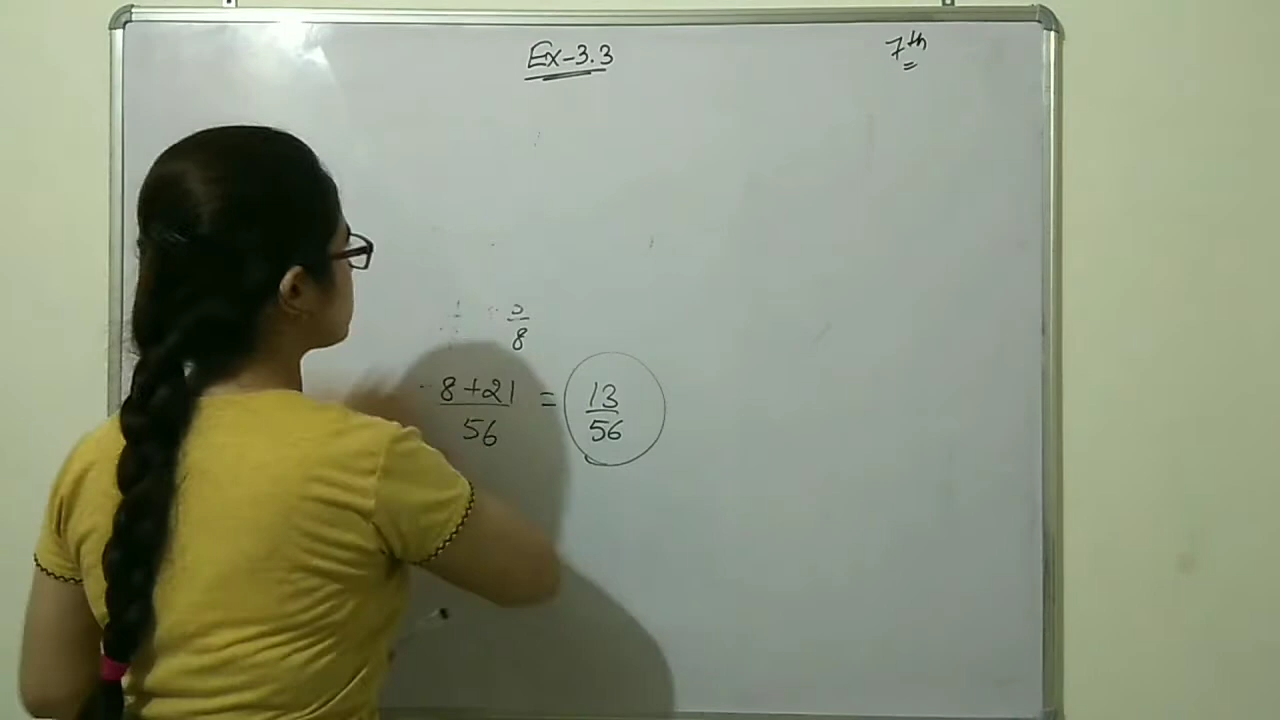 Ex-3.3
7th
8
8+21 = 13
56 56